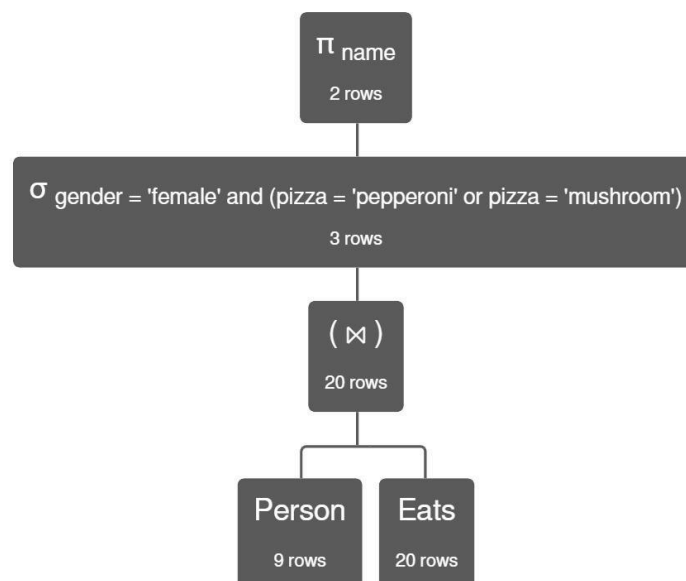 π name
2 rows
σ gender = 'female' and (pizza = 'pepperoni' or pizza = 'mushroom')
3 rows
( ⋈ )
20 rows
Person
9 rows
Eats
20 rows